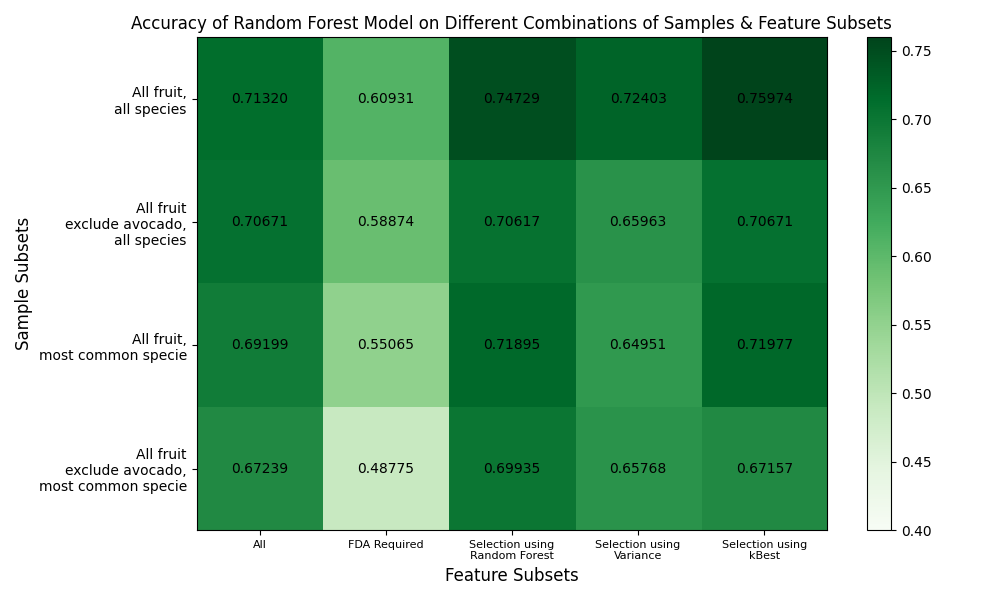 Accuracy of Random Forest Model on Different Combinations of Samples & Feature Subsets
Sample Subsets
All fruit,
all species
0.71320 0.60931 0.74729 0.72403 0.75974
All fruit
exclude avocado,
all species
0.70671 0.58874 0.70617 0.65963 0.70671
All fruit,
most common specie
0.69199 0.55065 0.71895 0.64951 0.71977
All fruit
exclude avocado,
most common specie
0.67239 0.48775 0.69935 0.65768 0.67157
All
FDA Required
Selection using
Random Forest
Selection using
Variance
Selection using
kBest
Feature Subsets
0.75
0.70
0.65
0.60
0.55
0.50
0.45
0.40